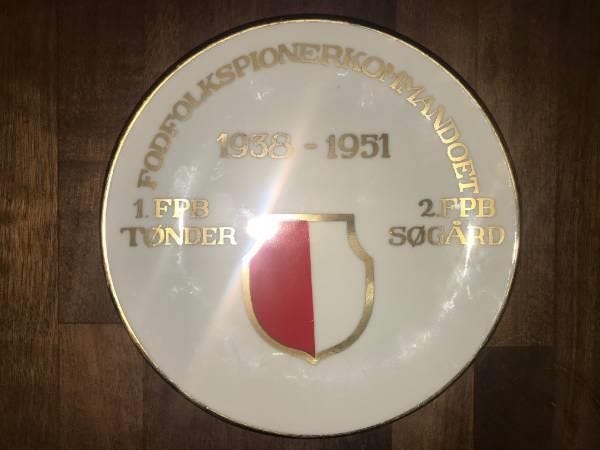 FODFOLKSPIONERKOMMANDOET
1938 - 1951
1. FPB
TØNDER
2. FPB
SØGÅRD